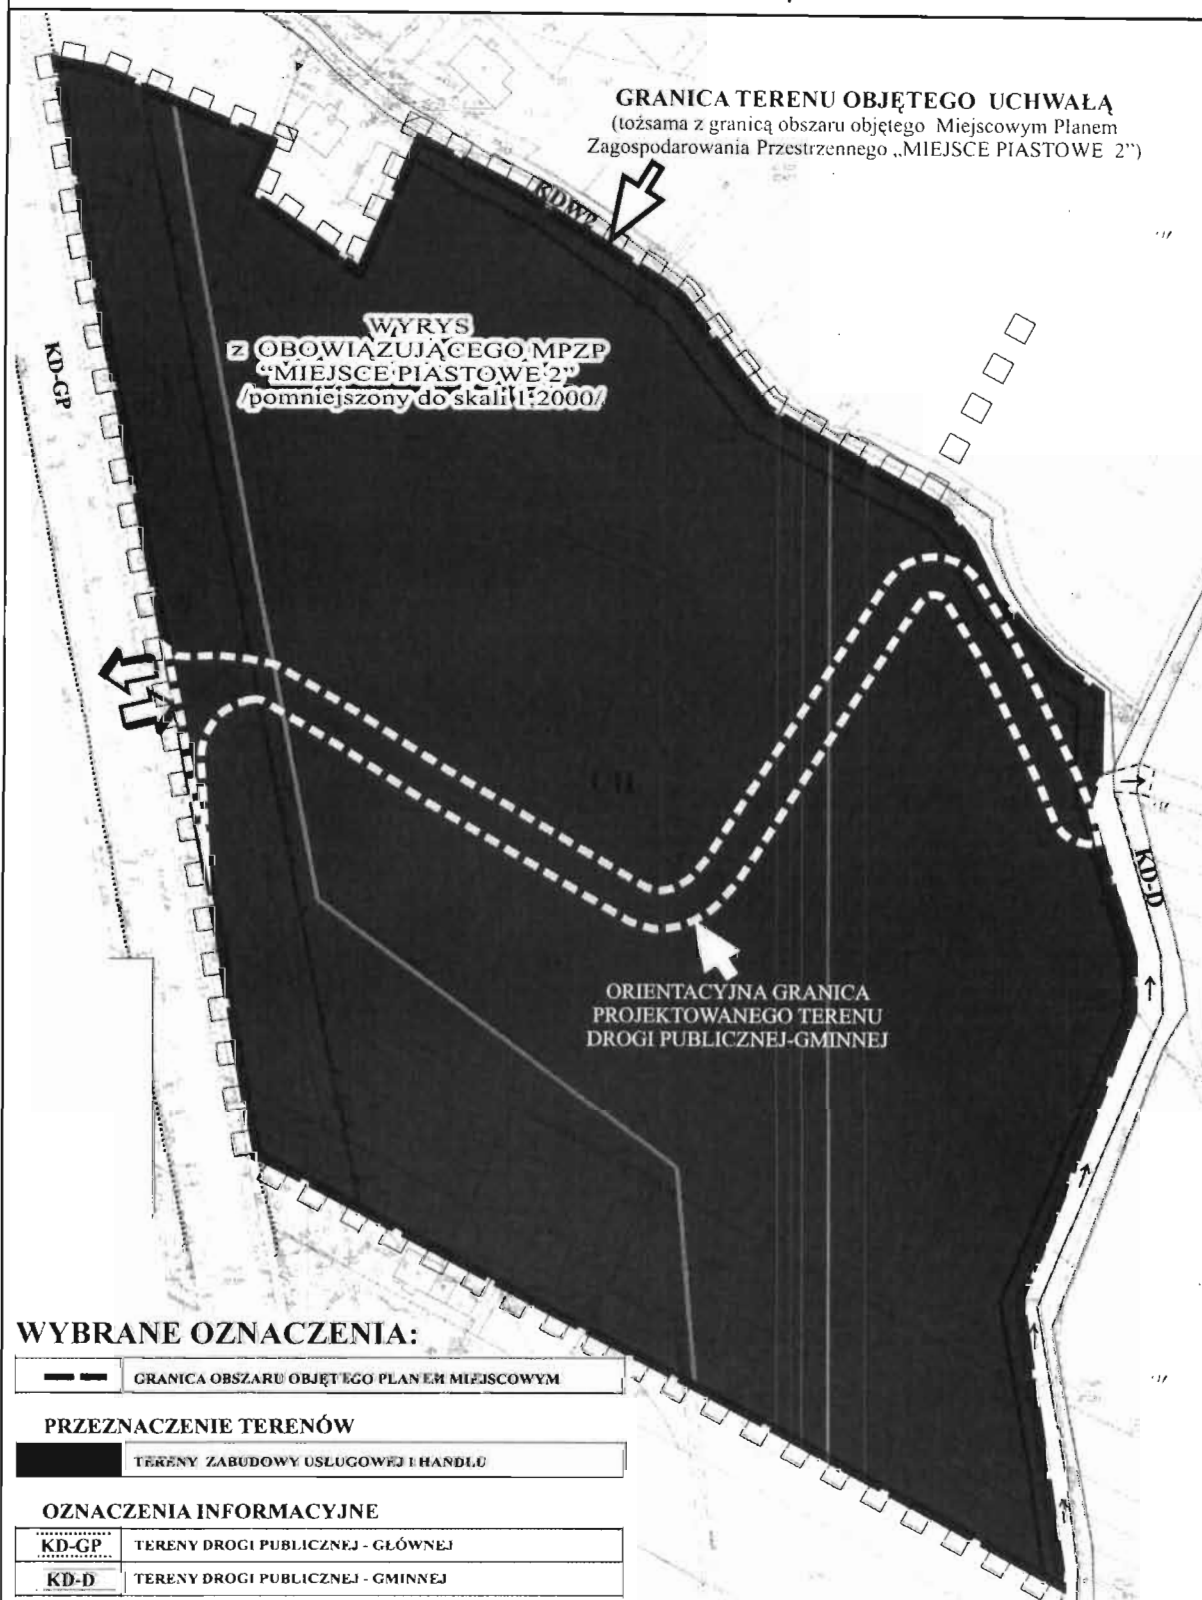 GRANICA TERENU OBJĘTEGO UCHWAŁĄ
(tożsama z granicą obszaru objętego Miejscowym Planem
Zagospodarowania Przestrzennego „MIEJSCE PIASTOWE 2")
KDWP
WYRYS
z OBOWIĄZUJĄCEGO MPZP
“MIEJSCE PIASTOWE 2”
/pomniejszony do skali 1:2000/
KD-GP
KD-D
ORIENTACYJNA GRANICA
PROJEKTOWANEGO TERENU
DROGI PUBLICZNEJ-GMINNEJ
WYBRANE OZNACZENIA:
GRANICA OBSZARU OBJĘTEGO PLANEM MIEJSCOWYM
PRZEZNACZENIE TERENÓW
TERENY ZABUDOWY USŁUGOWEJ I HANDLU
OZNACZENIA INFORMACYJNE
KD-GP TERENY DROGI PUBLICZNEJ - GŁÓWNEJ
KD-D TERENY DROGI PUBLICZNEJ - GMINNEJ